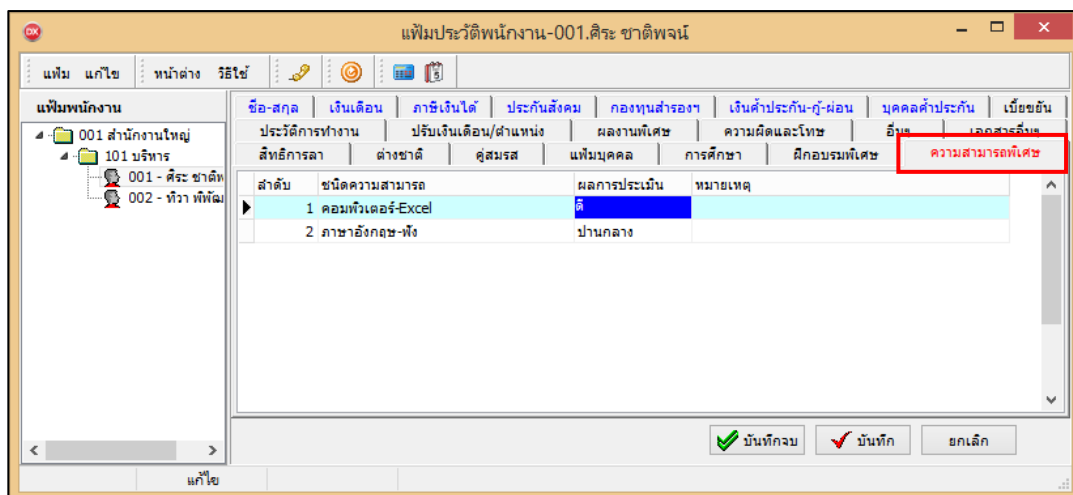 แฟ้มประวัติพนักงาน-001.ศิระ ชาติพจน์
แฟ้ม แก้ไข หน้าต่าง วิธีใช้
แฟ้มพนักงาน
001 สำนักงานใหญ่
101 บริหาร
001 - ศิระ ชาติพ
002 - ทิวา พิพัฒ
ชื่อ-สกุล เงินเดือน ภาษีเงินได้ ประกันสังคม กองทุนสำรองฯ เงินค้ำประกัน-กู้-ผ่อน บุคคลค้ำประกัน เบี้ยขยัน
ประวัติการทำงาน ปรับเงินเดือน/ตำแหน่ง ผลงานพิเศษ ความผิดและโทษ อื่นๆ เอกสารอื่นๆ
สิทธิการลา ต่างชาติ คู่สมรส แฟ้มบุคคล การศึกษา ฝึกอบรมพิเศษ ความสามารถพิเศษ
ลำดับ ชนิดความสามารถ ผลการประเมิน หมายเหตุ
1 คอมพิวเตอร์-Excel ดี
2 ภาษาอังกฤษ-ฟัง ปานกลาง
บันทึกจบ บันทึก ยกเลิก
แก้ไข